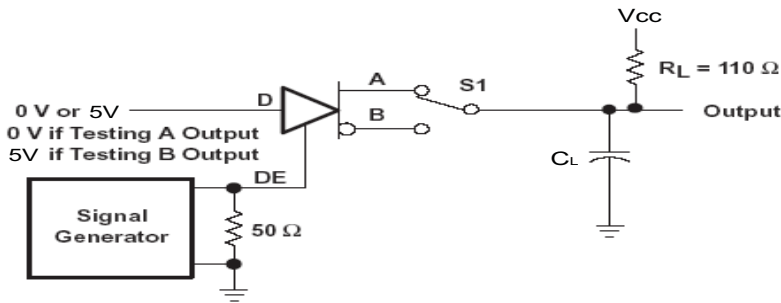 Vcc
A
S1
RL = 110 Ω
D
0 V or 5V
Output
0 V if Testing A Output
B
5V if Testing B Output
CL
DE
Signal
Generator
50 Ω